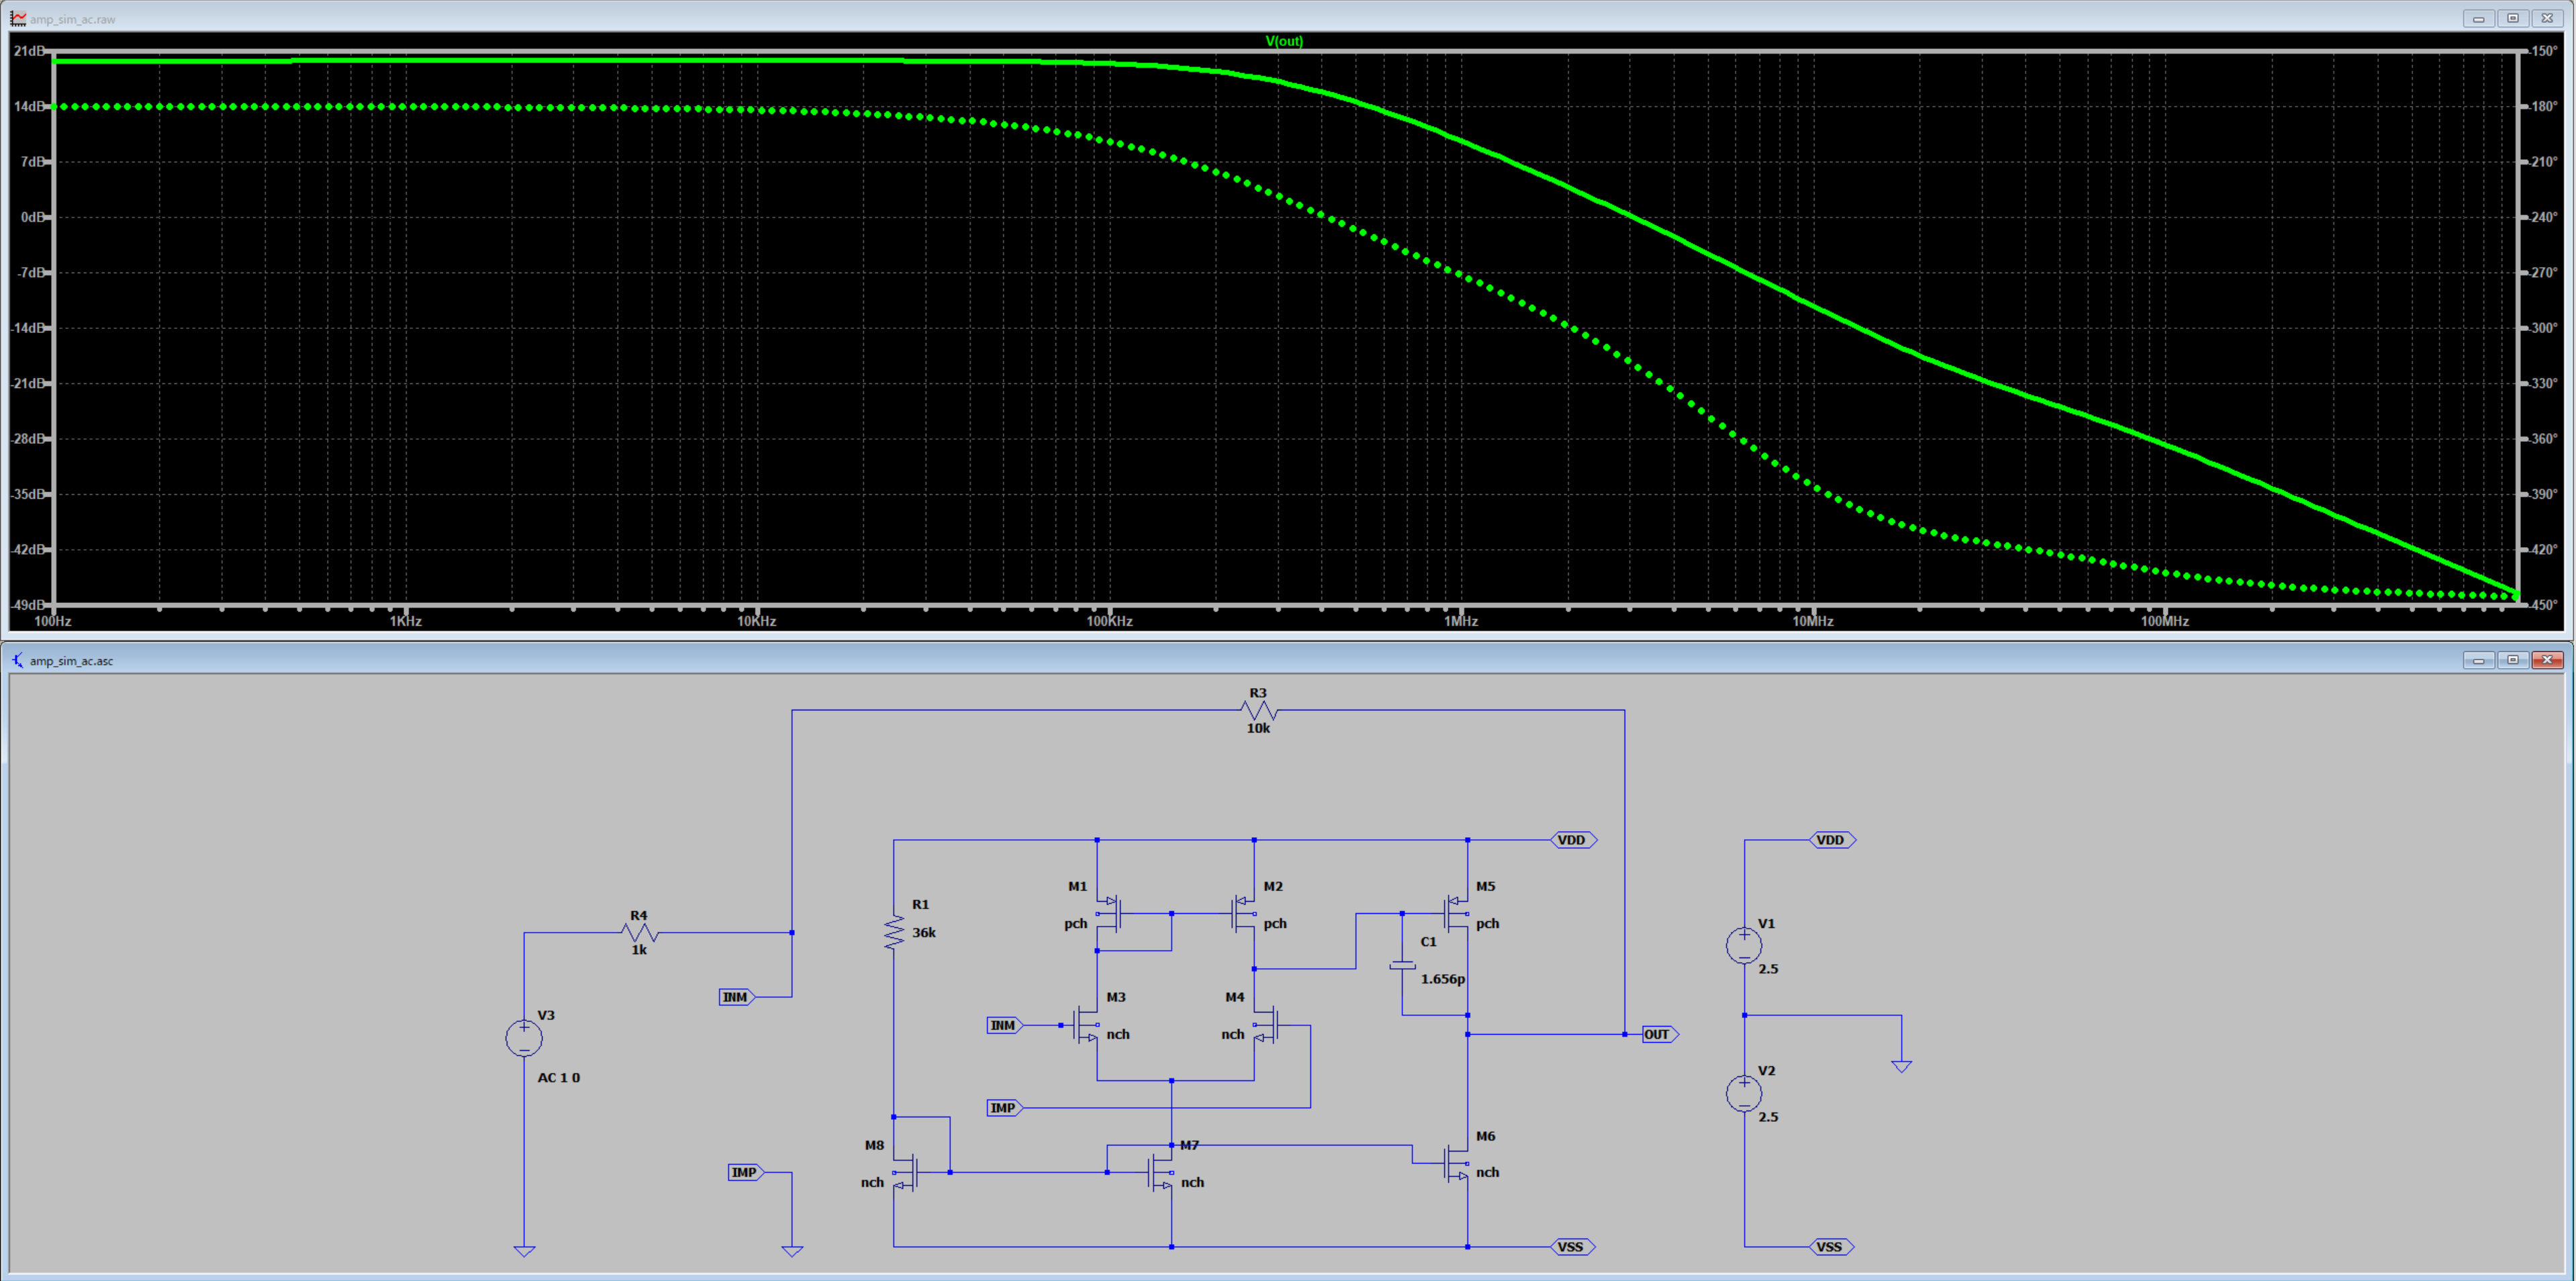 amp_sim_ac.raw
V(out)
21dB
14dB
7dB
0dB
-7dB
-14dB
-21dB
-28dB
-35dB
-42dB
-49dB
-150°
-180°
-210°
-240°
-270°
-300°
-330°
-360°
-390°
-420°
-450°
100Hz 1KHz 10KHz 100KHz 1MHz 10MHz 100MHz
amp_sim_ac.asc
R3
10k
VDD
VDD
M1
pch
M2
pch
M5
pch
R1
36k
R4
1k
C1
1.656p
V1
2.5
INM
M3
nch
INM
M4
nch
OUT
V3
AC 1 0
IMP
V2
2.5
M8
nch
M7
nch
M6
nch
IMP
VSS
VSS